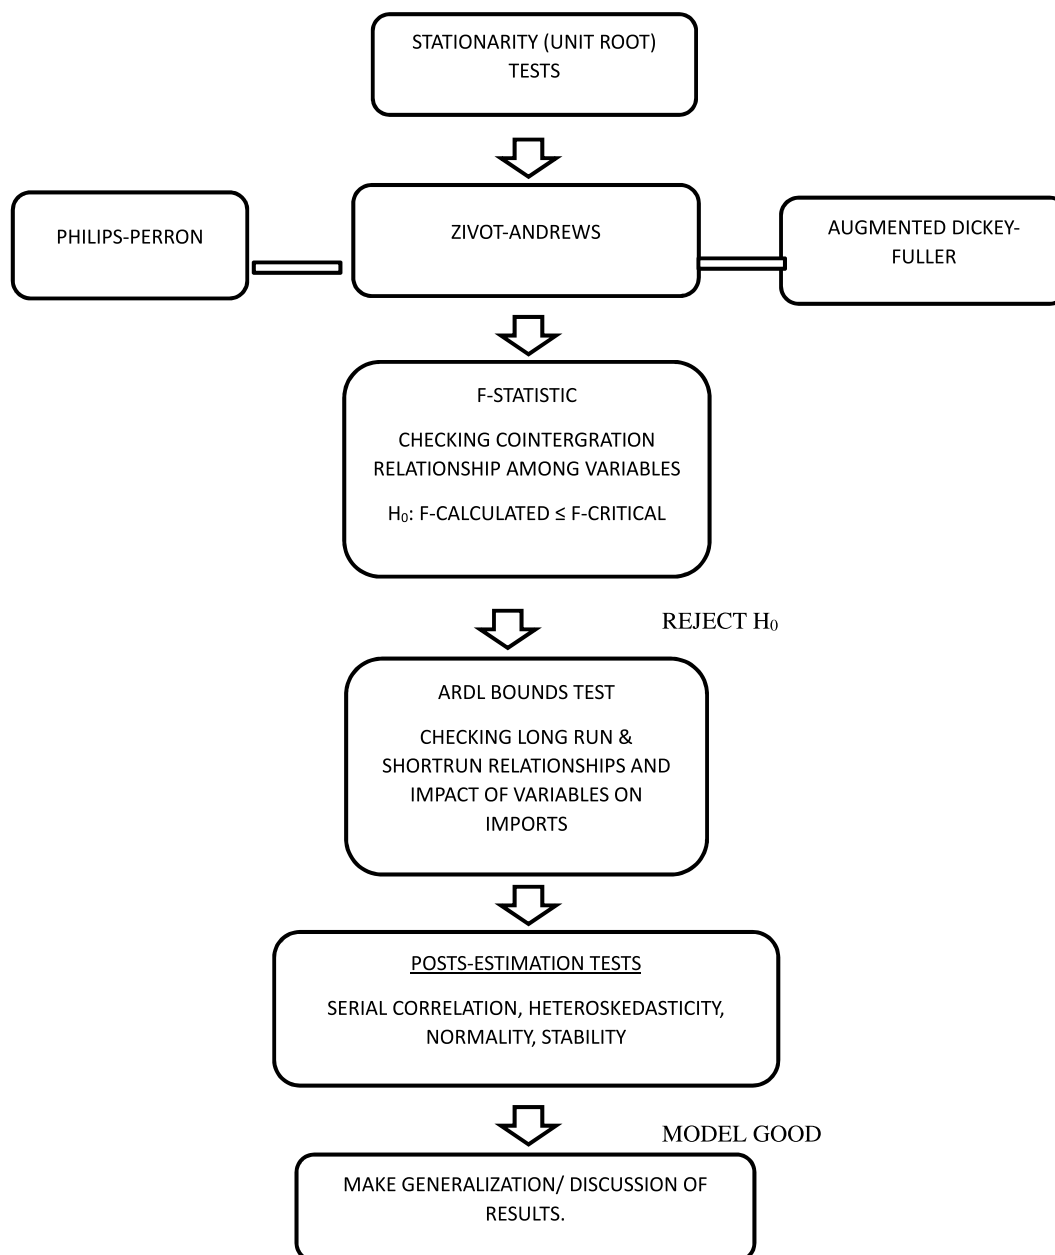 STATIONARITY (UNIT ROOT)
TESTS
PHILIPS-PERRON
ZIVOT-ANDREWS
AUGMENTED DICKEY-
FULLER
F-STATISTIC
CHECKING COINTERGRATION
RELATIONSHIP AMONG VARIABLES
H₀: F-CALCULATED ≤ F-CRITICAL
REJECT H₀
ARDL BOUNDS TEST
CHECKING LONG RUN &
SHORTRUN RELATIONSHIPS AND
IMPACT OF VARIABLES ON
IMPORTS
POSTS-ESTIMATION TESTS
SERIAL CORRELATION, HETEROSKEDASTICITY,
NORMALITY, STABILITY
MODEL GOOD
MAKE GENERALIZATION/ DISCUSSION OF
RESULTS.